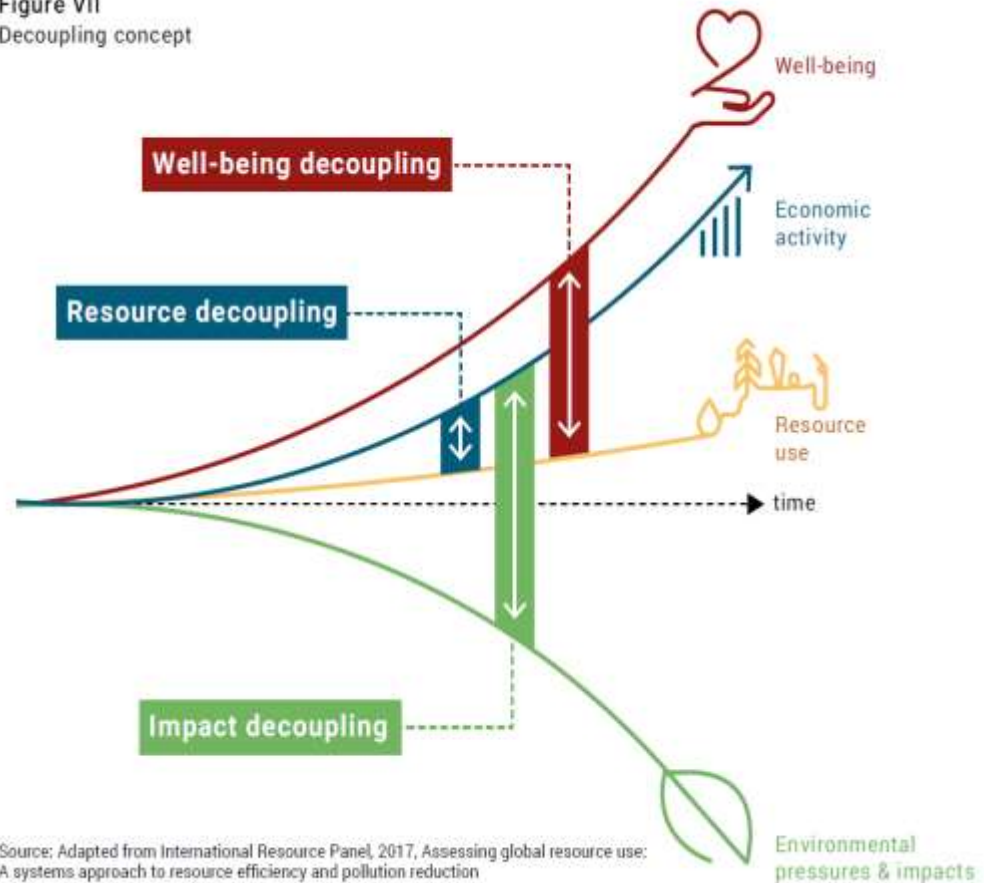 Figure VII
Decoupling concept
Well-being
Well-being decoupling
Economic
activity
Resource decoupling
Resource
use
time
Impact decoupling
Environmental
pressures & impacts
Source: Adapted from International Resource Panel, 2017, Assessing global resource use:
A systems approach to resource efficiency and pollution reduction